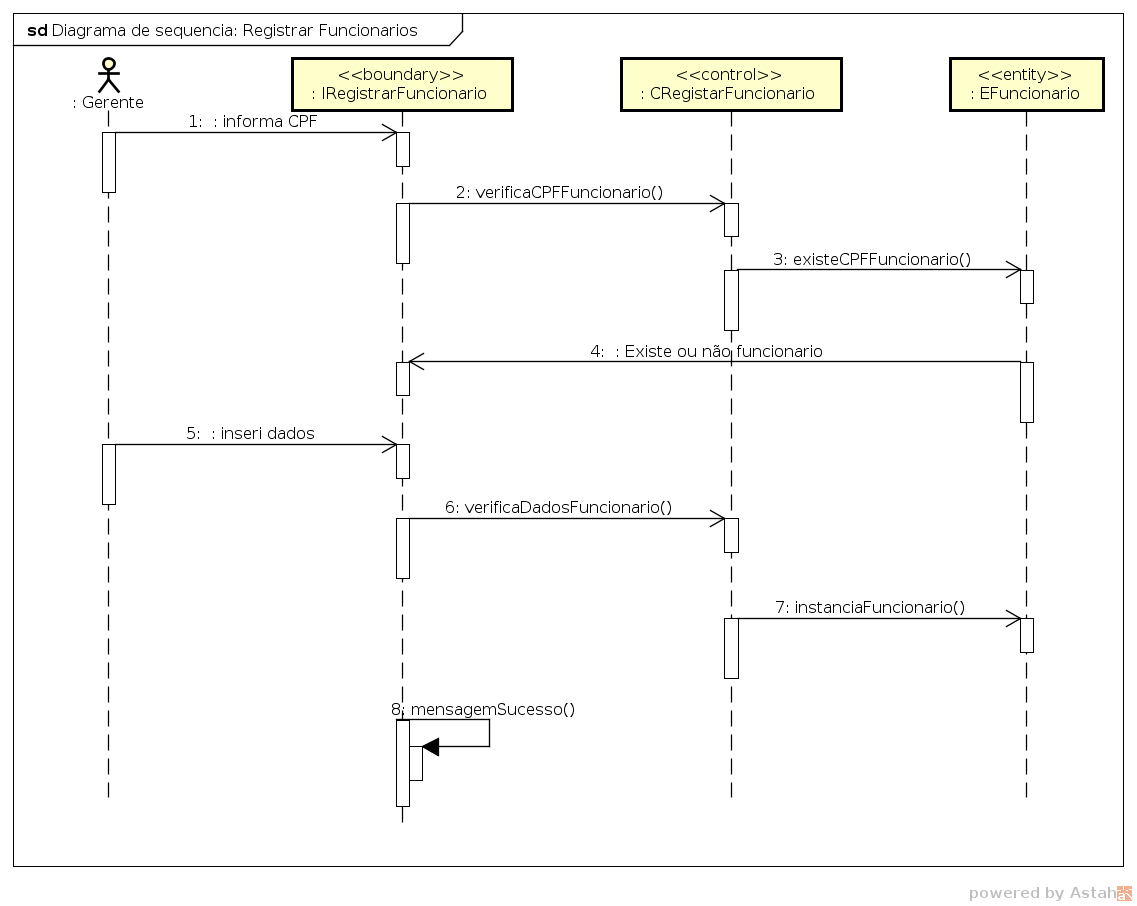 sd Diagrama de sequencia: Registrar Funcionarios
: Gerente
<<boundary>>
: IRegistrarFuncionario
<<control>>
: CRegistarFuncionario
<<entity>>
: EFuncionario
1:  : informa CPF
2: verificaCPFFuncionario()
3: existeCPFFuncionario()
4:  : Existe ou não funcionario
5:  : inseri dados
6: verificaDadosFuncionario()
7: instanciaFuncionario()
8: mensagemSucesso()
powered by Astah